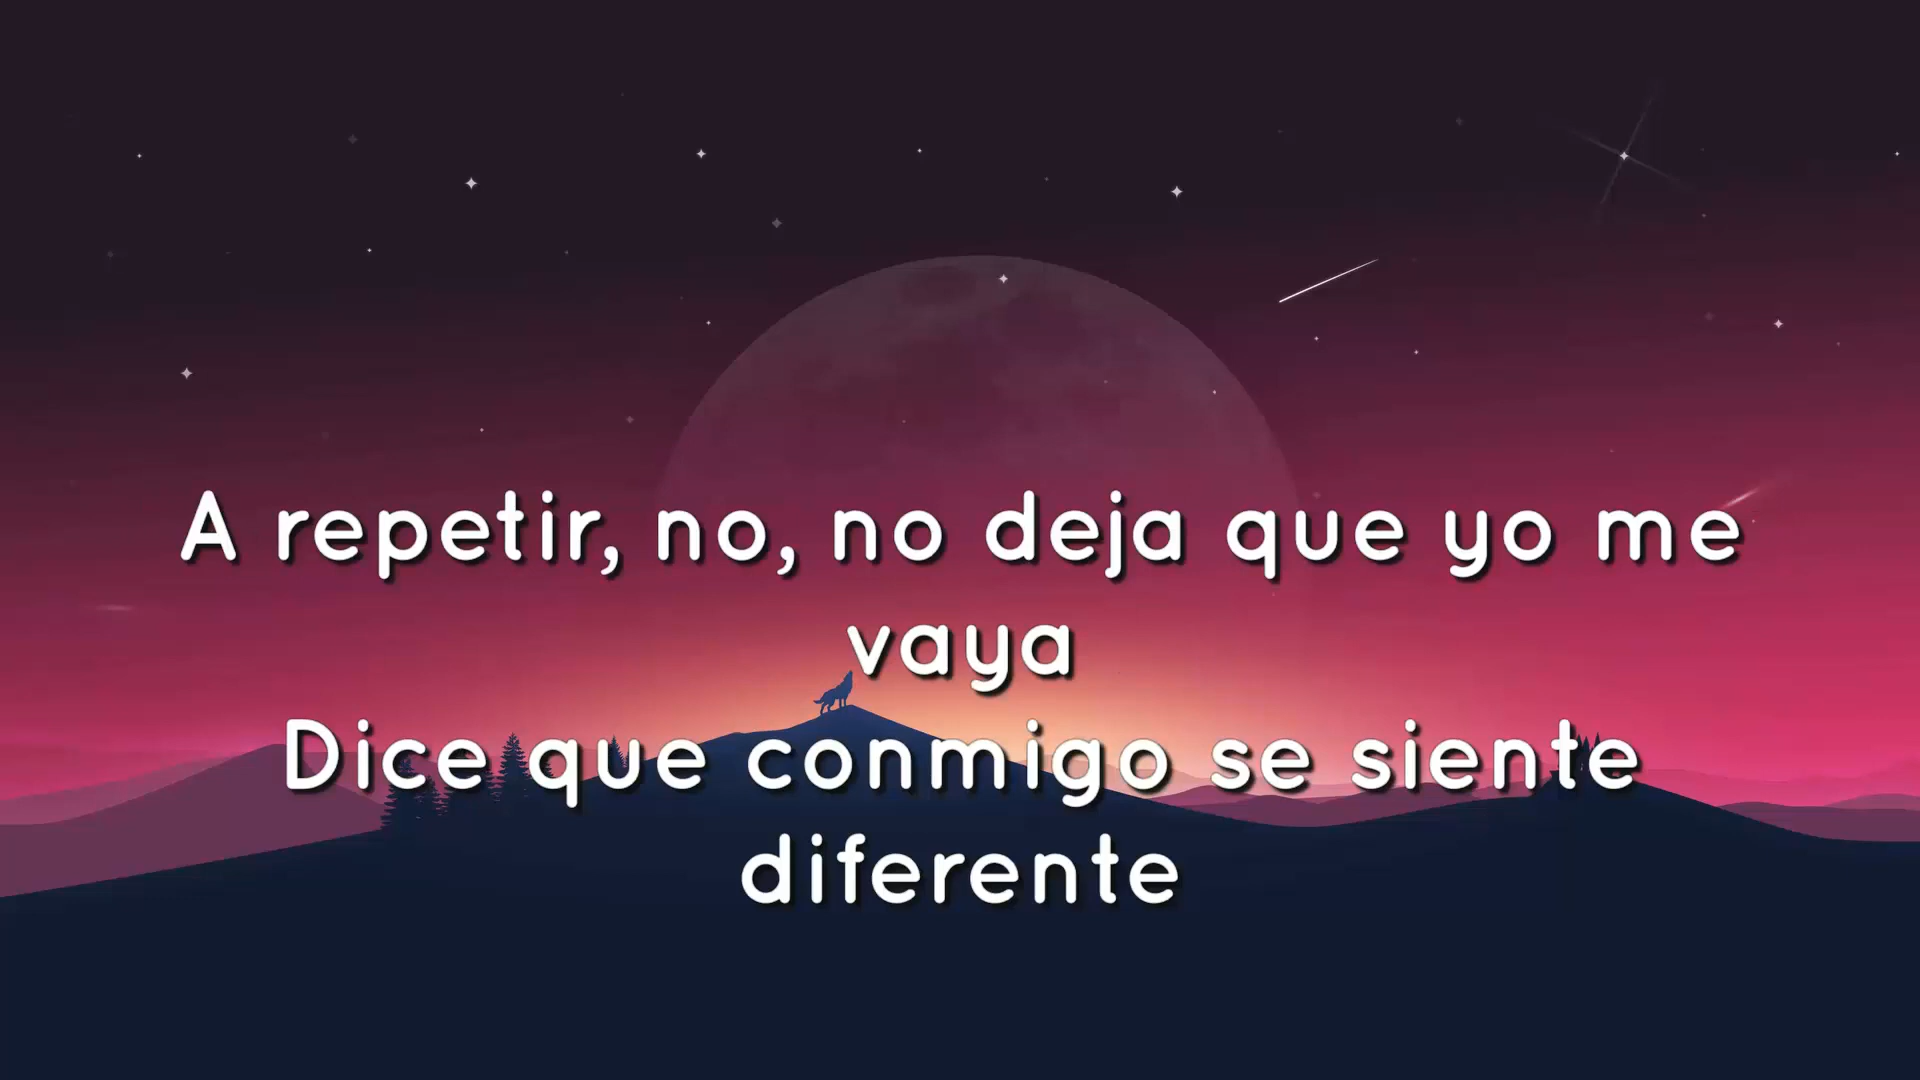 A repetir, no, no deja que yo me
vaya
Dice que conmigo se siente
diferente